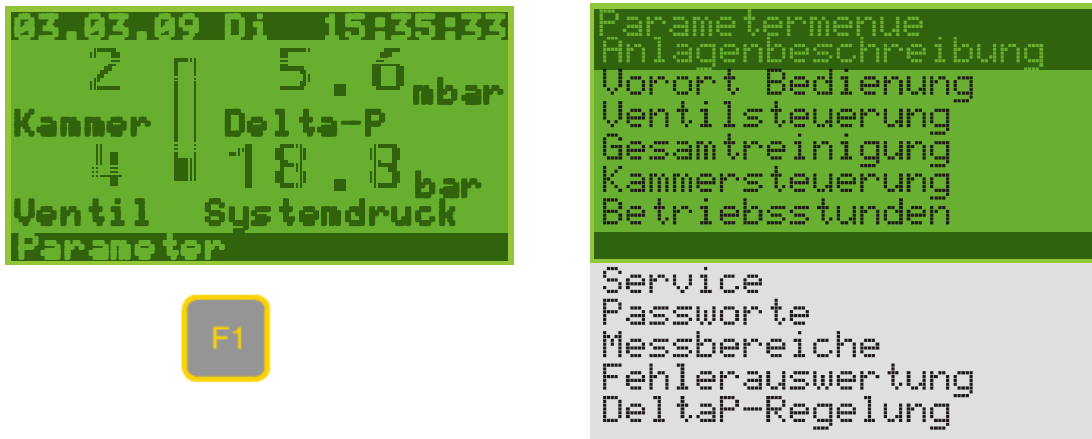 03.03.09 Di 15:35:33
2 5.6 mbar
Kammer Delta-P
4 18.8 bar
Ventil Systemdruck
Parameter
F1
Parametermenue
Anlagenbeschreibung
Vorort Bedienung
Ventilsteuerung
Gesamtreinigung
Kammersteuerung
Betriebsstunden
Service
Passworte
Messbereiche
Fehlerauswertung
DeltaP-Regelung